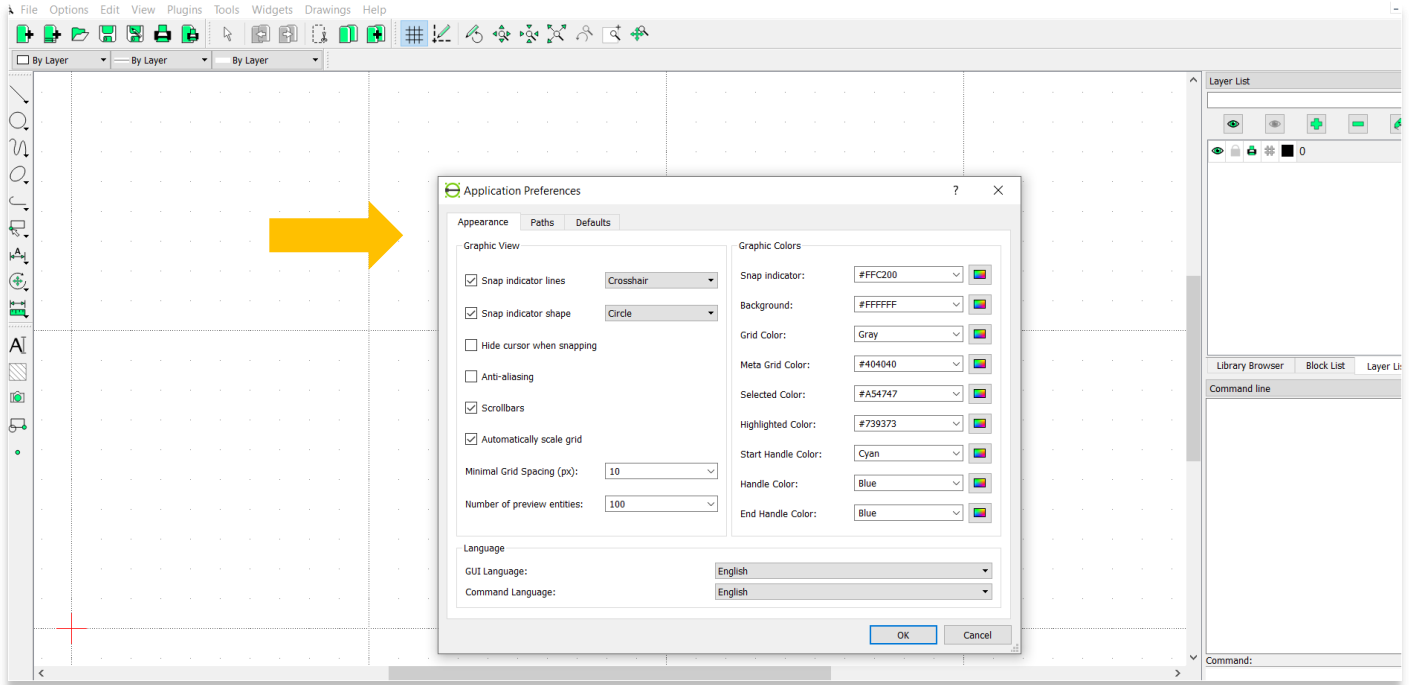 File Options Edit View Plugins Tools Widgets Drawings Help
By Layer By Layer By Layer
Layer List
0
Application Preferences ? ×
Appearance Paths Defaults
Graphic View
Snap indicator lines Crosshair
Snap indicator shape Circle
Hide cursor when snapping
Anti-aliasing
Scrollbars
Automatically scale grid
Minimal Grid Spacing (px): 10
Number of preview entities: 100
Graphic Colors
Snap indicator: #FFC200
Background: #FFFFFF
Grid Color: Gray
Meta Grid Color: #404040
Selected Color: #A54747
Highlighted Color: #739373
Start Handle Color: Cyan
Handle Color: Blue
End Handle Color: Blue
Language
GUI Language: English
Command Language: English
OK Cancel
Library Browser Block List Layer Li
Command line
Command: